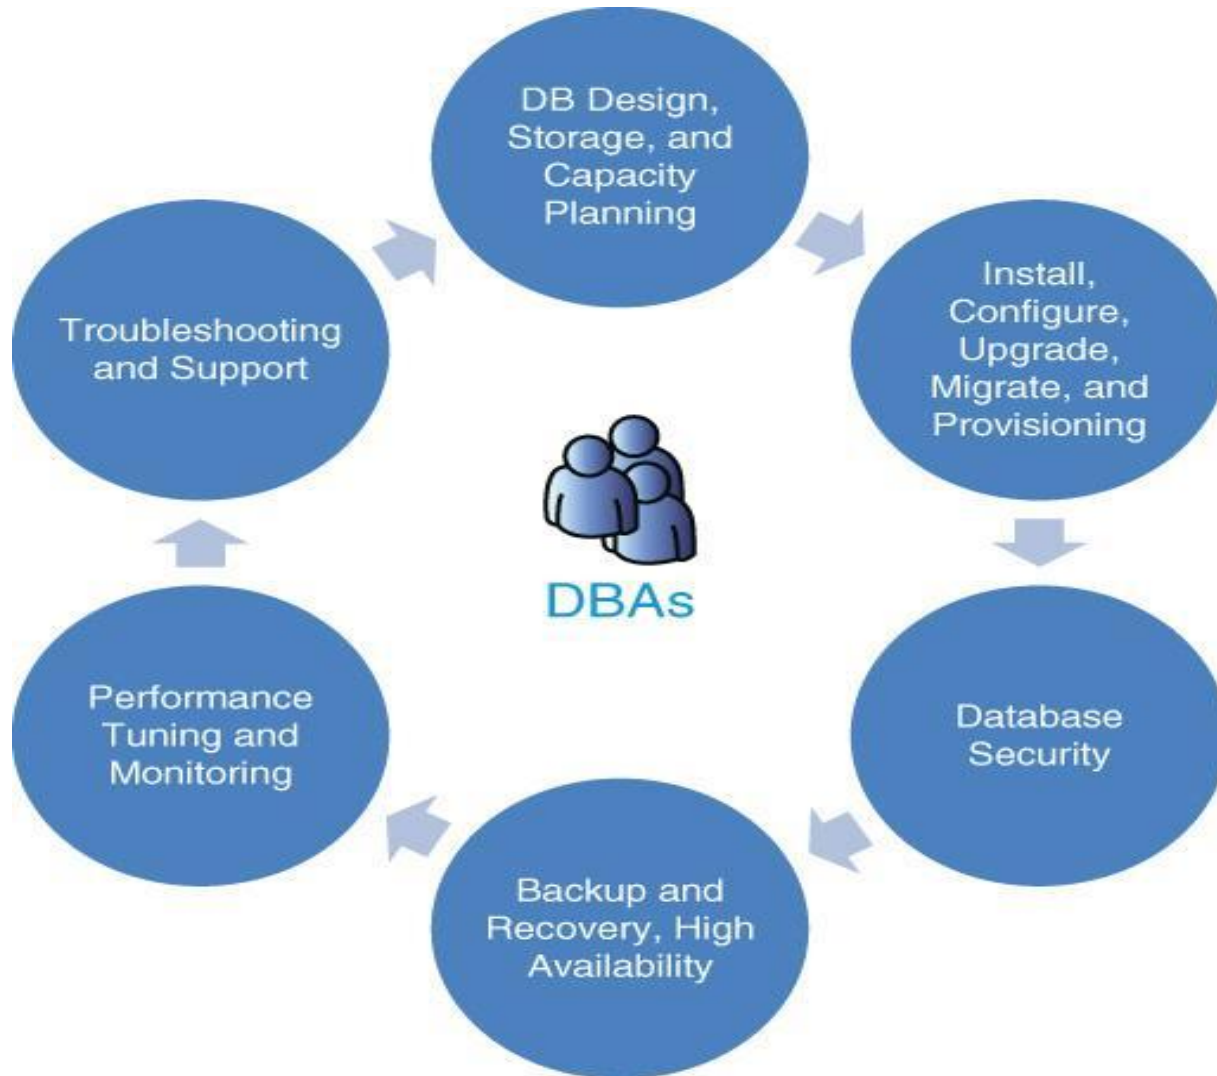 DB Design,
Storage, and
Capacity
Planning
Install,
Configure,
Upgrade,
Migrate, and
Provisioning
Database
Security
Backup and
Recovery, High
Availability
Performance
Tuning and
Monitoring
Troubleshooting
and Support
DBAs